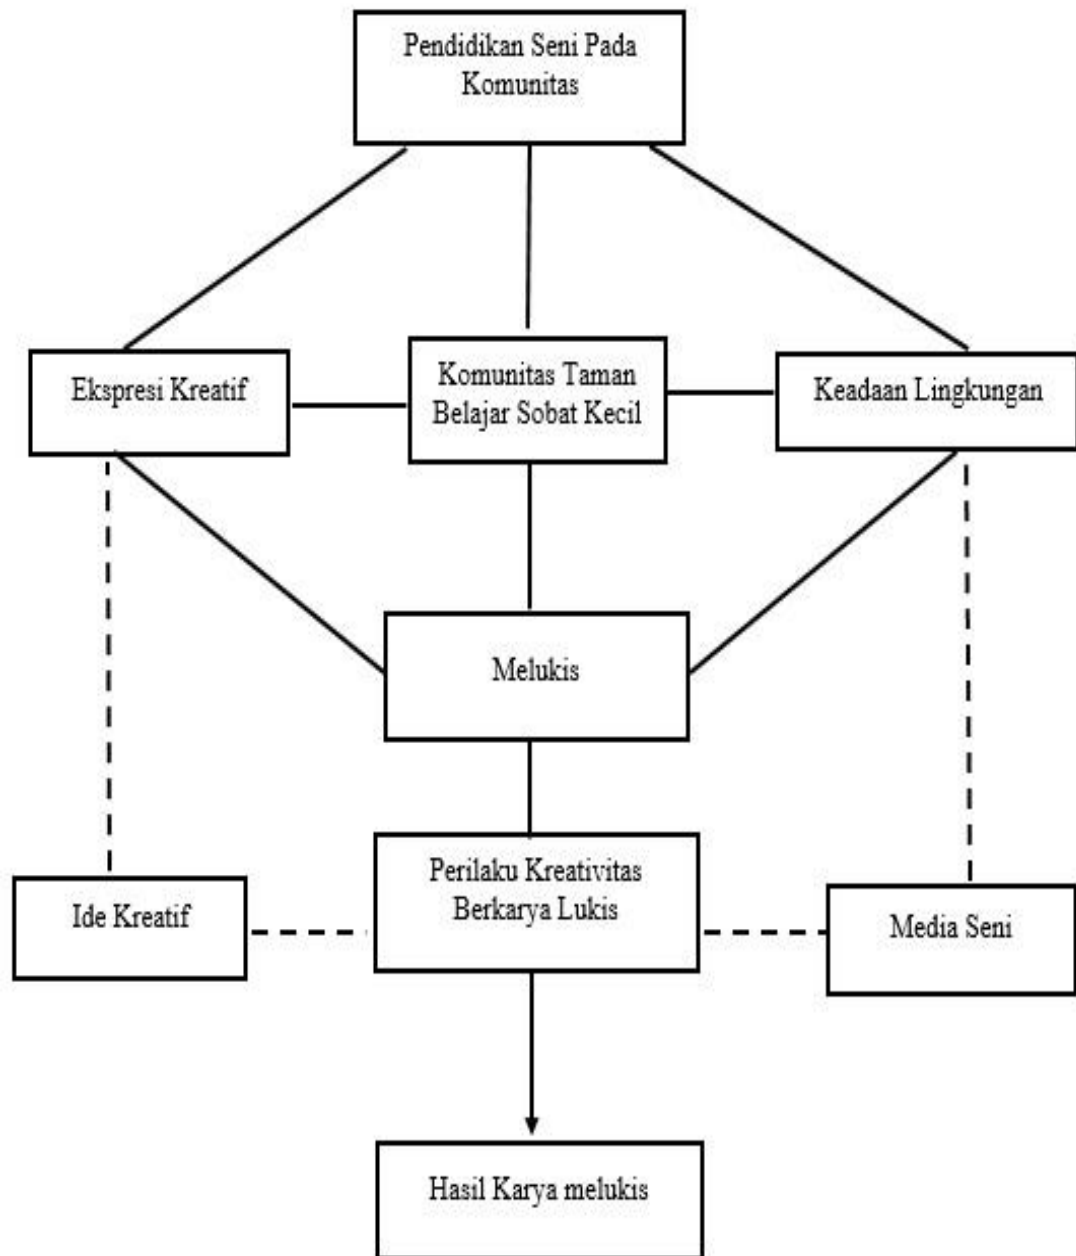 Pendidikan Seni Pada
Komunitas
Ekspresi Kreatif
Komunitas Taman
Belajar Sobat Kecil
Keadaan Lingkungan
Melukis
Ide Kreatif
Perilaku Kreativitas
Berkarya Lukis
Media Seni
Hasil Karya melukis